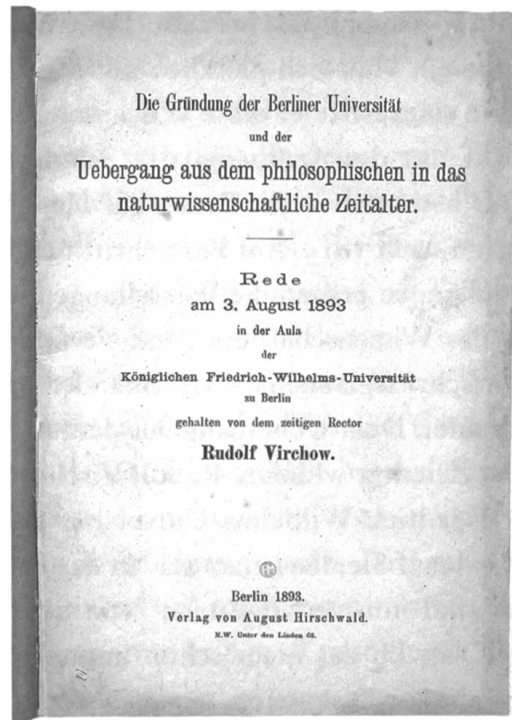 Die Gründung der Berliner Universität
und der
Uebergang aus dem philosophischen in das
naturwissenschaftliche Zeitalter.
Rede
am 3. August 1893
in der Aula
der
Königlichen Friedrich-Wilhelms-Universität
zu Berlin
gehalten von dem zeitigen Rector
Rudolf Virchow.
Berlin 1893.
Verlag von August Hirschwald.
N.W. Unter den Linden 68.